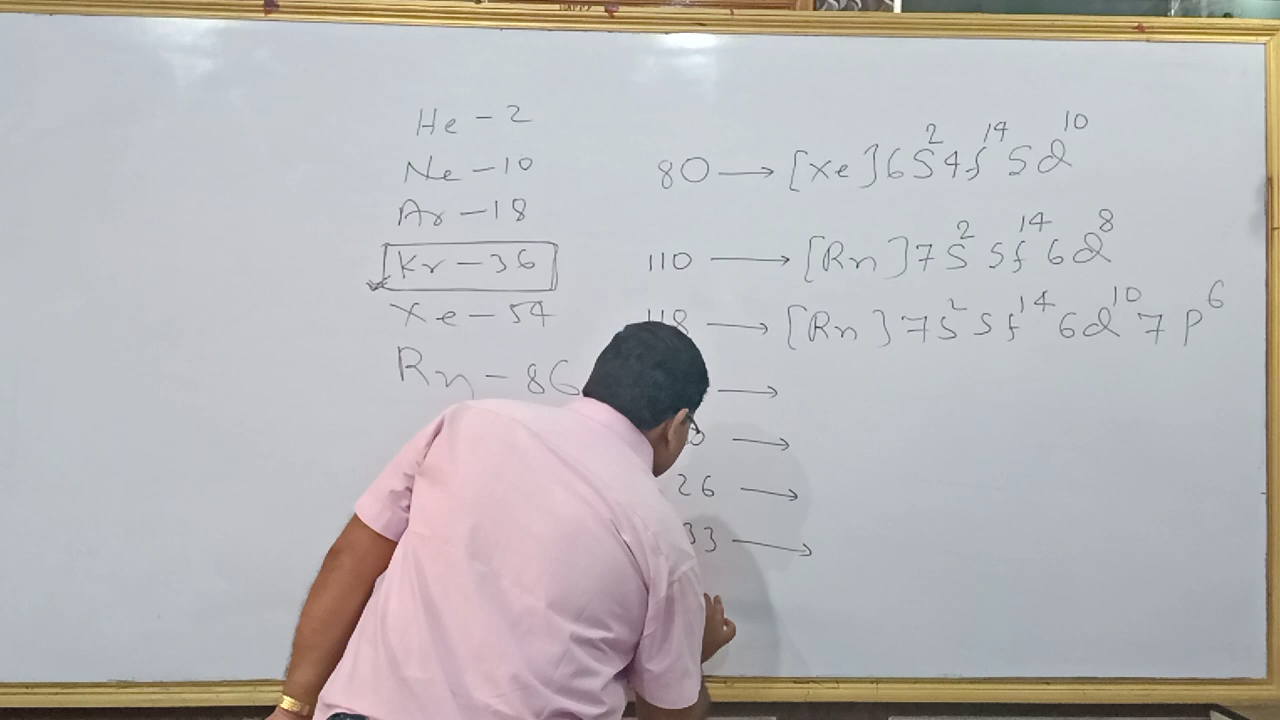 He - 2
Ne - 10
Ar - 18
Kr - 36
Xe - 54
Rn - 86
80 → [Xe] 6S² 4f¹⁴ 5d¹⁰
110 → [Rn] 7S² 5f¹⁴ 6d⁸
118 → [Rn] 7S² 5f¹⁴ 6d¹⁰ 7P⁶
→
→
26 →
33 →